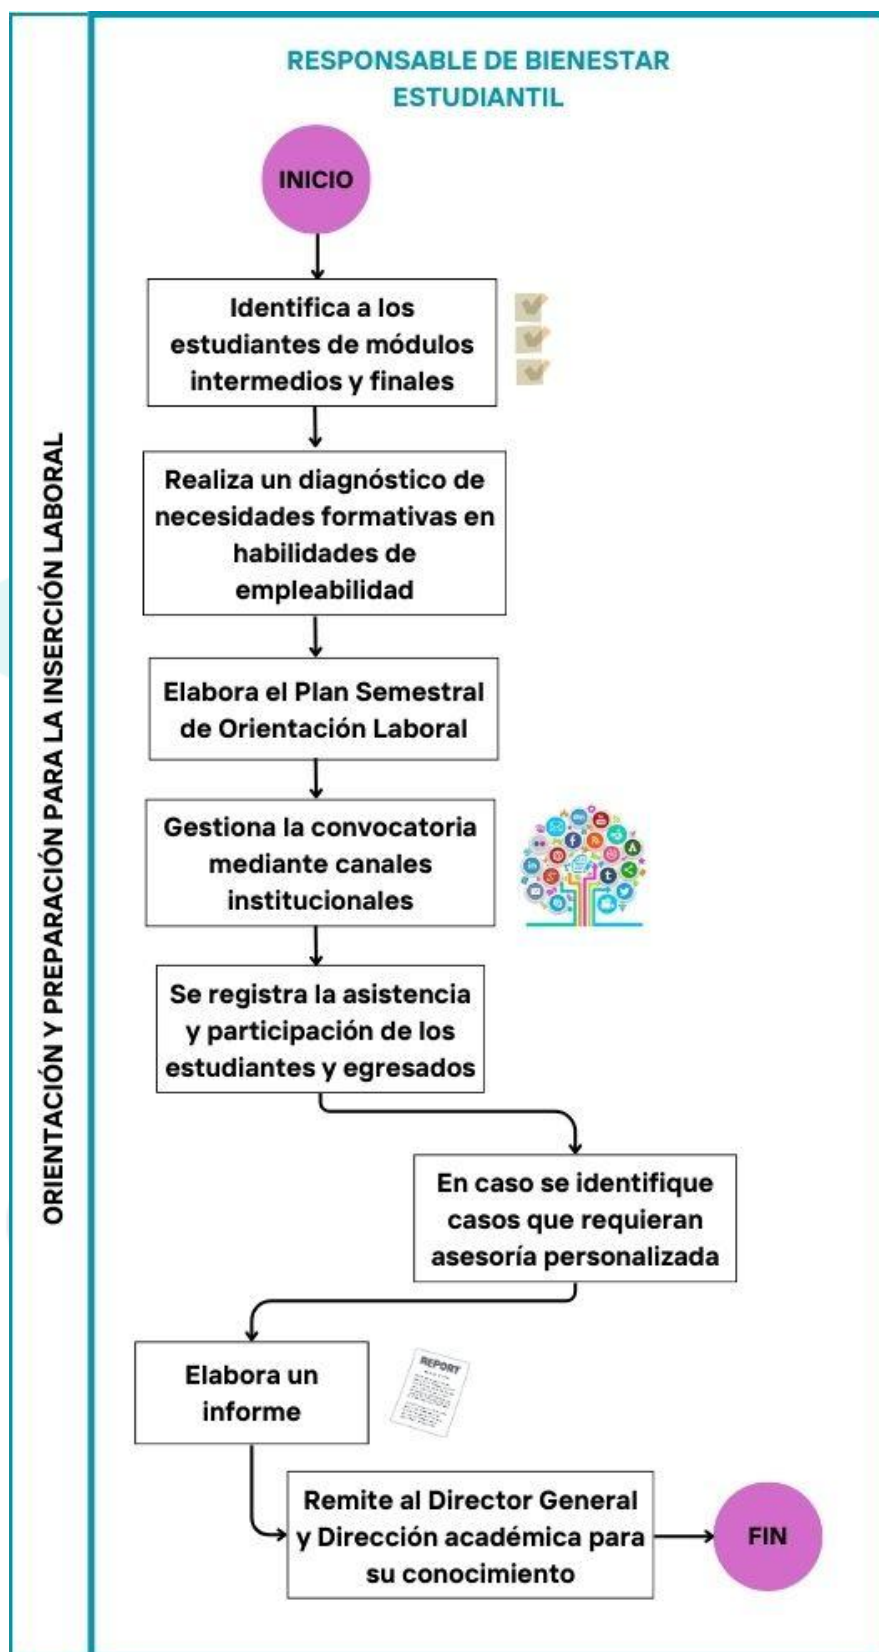 RESPONSABLE DE BIENESTAR
ESTUDIANTIL
INICIO
Identifica a los
estudiantes de módulos
intermedios y finales
Realiza un diagnóstico de
necesidades formativas en
habilidades de
empleabilidad
Elabora el Plan Semestral
de Orientación Laboral
Gestiona la convocatoria
mediante canales
institucionales
Se registra la asistencia
y participación de los
estudiantes y egresados
En caso se identifique
casos que requieran
asesoría personalizada
Elabora un
informe
REPORT
Remite al Director General
y Dirección académica para
su conocimiento
FIN
ORIENTACIÓN Y PREPARACIÓN PARA LA INSERCIÓN LABORAL